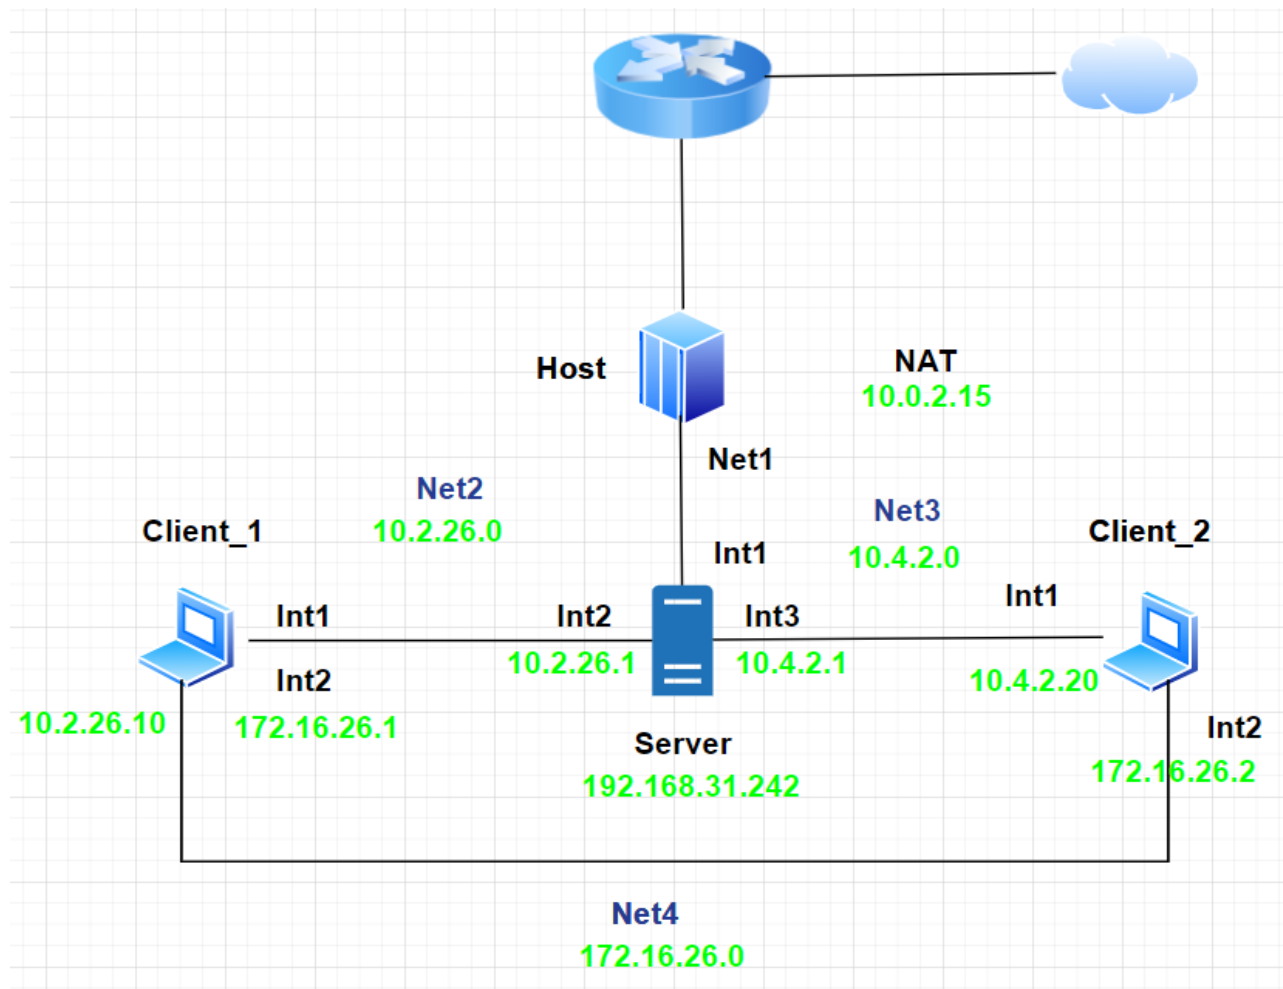 Host
NAT
10.0.2.15
Net1
Net2
10.2.26.0
Net3
10.4.2.0
Client_1
Client_2
Int1
Int1
Int2
Int3
Int1
10.2.26.1
10.4.2.1
Int2
10.4.2.20
10.2.26.10
172.16.26.1
Int2
Server
172.16.26.2
192.168.31.242
Net4
172.16.26.0